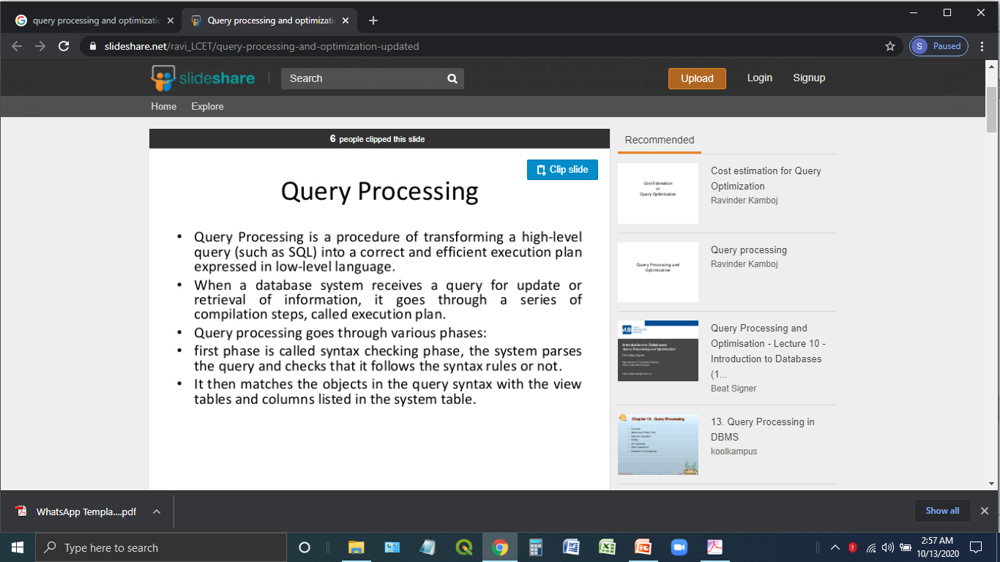 query processing and optimizatio
Query processing and optimizati
slideshare.net/ravi_LCET/query-processing-and-optimization-updated
S Paused
slideshare
Search
Upload
Login
Signup
Home
Explore
6 people clipped this slide
Clip slide
Query Processing
• Query Processing is a procedure of transforming a high-level
query (such as SQL) into a correct and efficient execution plan
expressed in low-level language.
• When a database system receives a query for update or
retrieval of information, it goes through a series of
compilation steps, called execution plan.
• Query processing goes through various phases:
• first phase is called syntax checking phase, the system parses
the query and checks that it follows the syntax rules or not.
• It then matches the objects in the query syntax with the view
tables and columns listed in the system table.
Recommended
Cost Estimation
in
Query Optimization
Cost estimation for Query
Optimization
Ravinder Kamboj
Query Processing and
Optimization
Query processing
Ravinder Kamboj
Introduction to Databases
Query Processing and Optimisation
Query Processing and
Optimisation - Lecture 10 -
Introduction to Databases
(1...
Beat Signer
Chapter 13: Query Processing
13. Query Processing in
DBMS
koolkampus
WhatsApp Templa....pdf
Show all
Type here to search
2:57 AM
10/13/2020